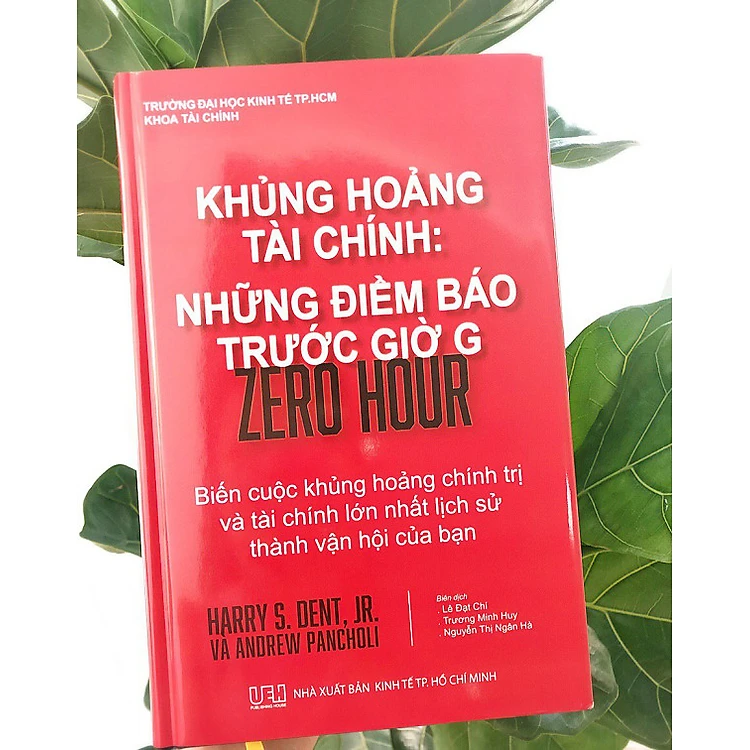 TRƯỜNG ĐẠI HỌC KINH TẾ TP.HCM
KHOA TÀI CHÍNH
KHỦNG HOẢNG
TÀI CHÍNH:
NHỮNG ĐIỀM BÁO
TRƯỚC GIỜ G
ZERO HOUR
Biến cuộc khủng hoảng chính trị
và tài chính lớn nhất lịch sử
thành vận hội của bạn
HARRY S. DENT, JR.
VÀ ANDREW PANCHOLI
Biên dịch
. Lê Đạt Chí
. Trương Minh Huy
. Nguyễn Thị Ngân Hà
UEH
PUBLISHING HOUSE
NHÀ XUẤT BẢN KINH TẾ TP. HỒ CHÍ MINH